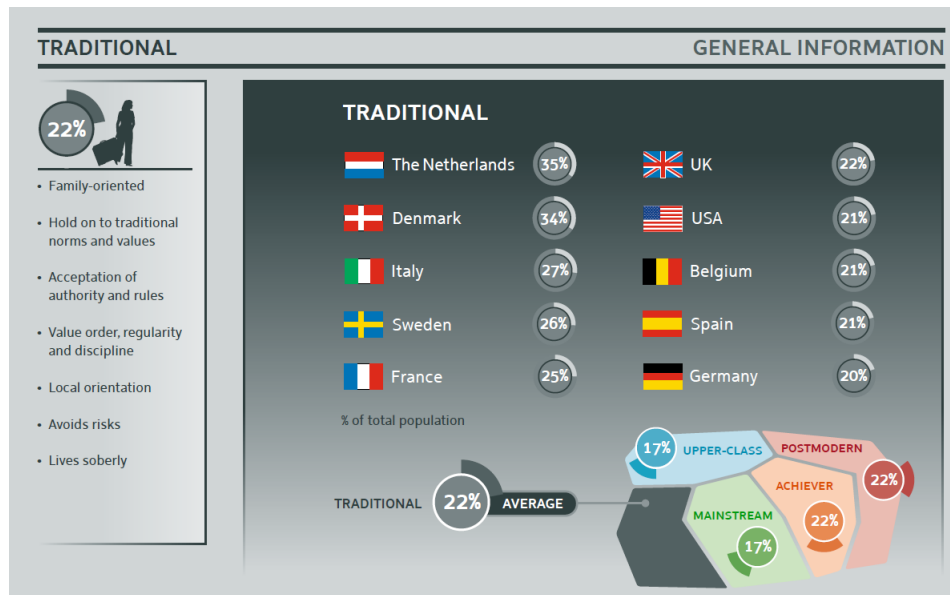 TRADITIONAL
GENERAL INFORMATION
22%
• Family-oriented
• Hold on to traditional
norms and values
• Acceptation of
authority and rules
• Value order, regularity
and discipline
• Local orientation
• Avoids risks
• Lives soberly
TRADITIONAL
The Netherlands 35%
Denmark 34%
Italy 27%
Sweden 26%
France 25%
UK 22%
USA 21%
Belgium 21%
Spain 21%
Germany 20%
% of total population
TRADITIONAL 22% AVERAGE
17% UPPER-CLASS
POSTMODERN
22%
ACHIEVER
22%
MAINSTREAM
17%